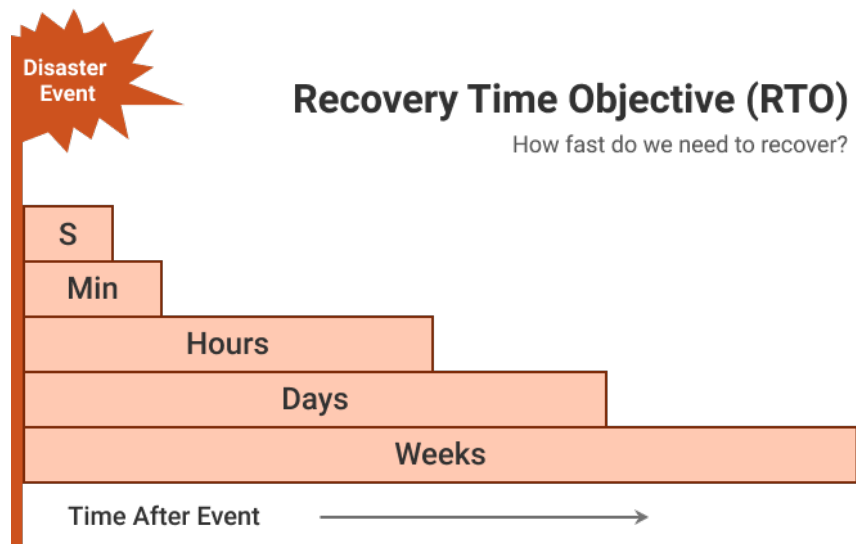 Disaster
Event
Recovery Time Objective (RTO)
How fast do we need to recover?
S
Min
Hours
Days
Weeks
Time After Event